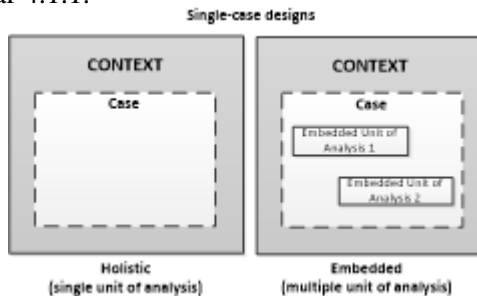 4.1.1.
Single-case designs
CONTEXT
Case
Holistic
(single unit of analysis)
CONTEXT
Case
Embedded Unit of
Analysis 1
Embedded Unit of
Analysis 2
Embedded
(multiple unit of analysis)